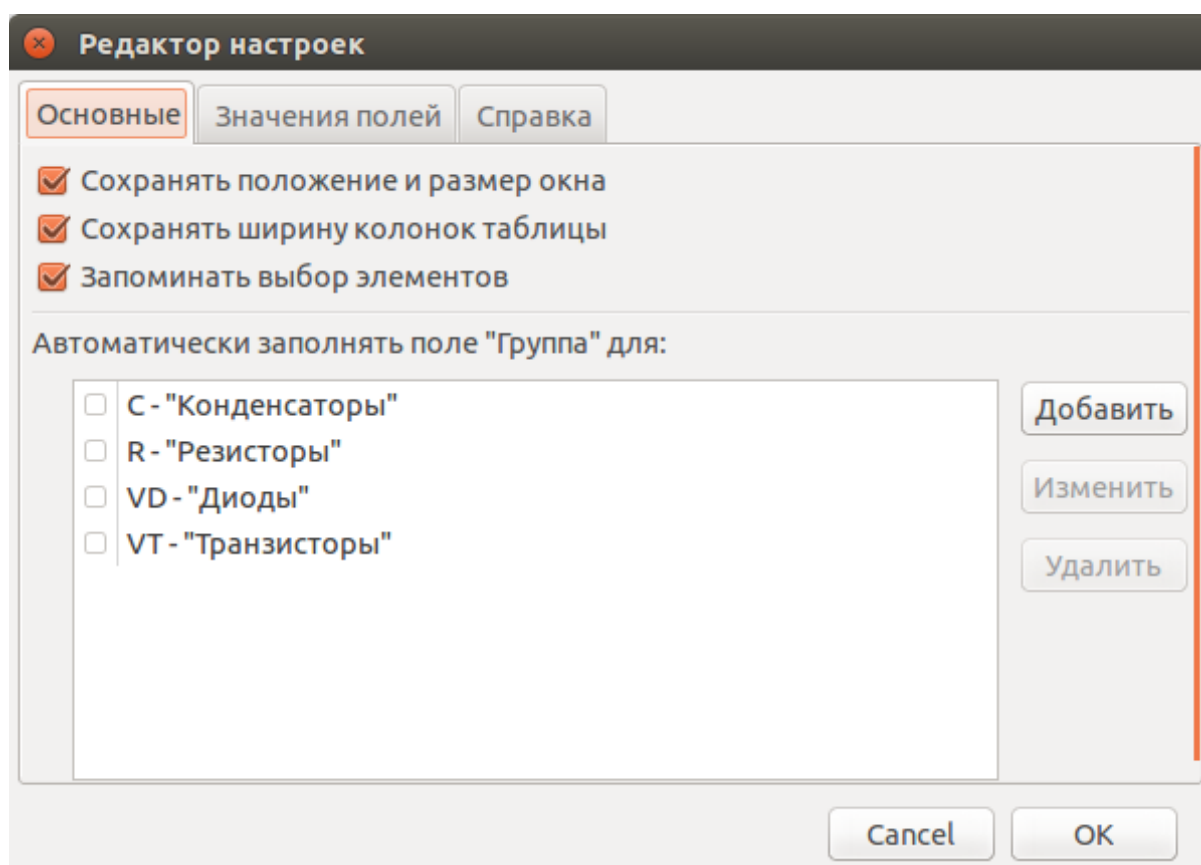 Редактор настроек
Основные Значения полей Справка
Сохранять положение и размер окна
Сохранять ширину колонок таблицы
Запоминать выбор элементов
Автоматически заполнять поле "Группа" для:
C - "Конденсаторы"
R - "Резисторы"
VD - "Диоды"
VT - "Транзисторы"
Добавить
Изменить
Удалить
Cancel OK